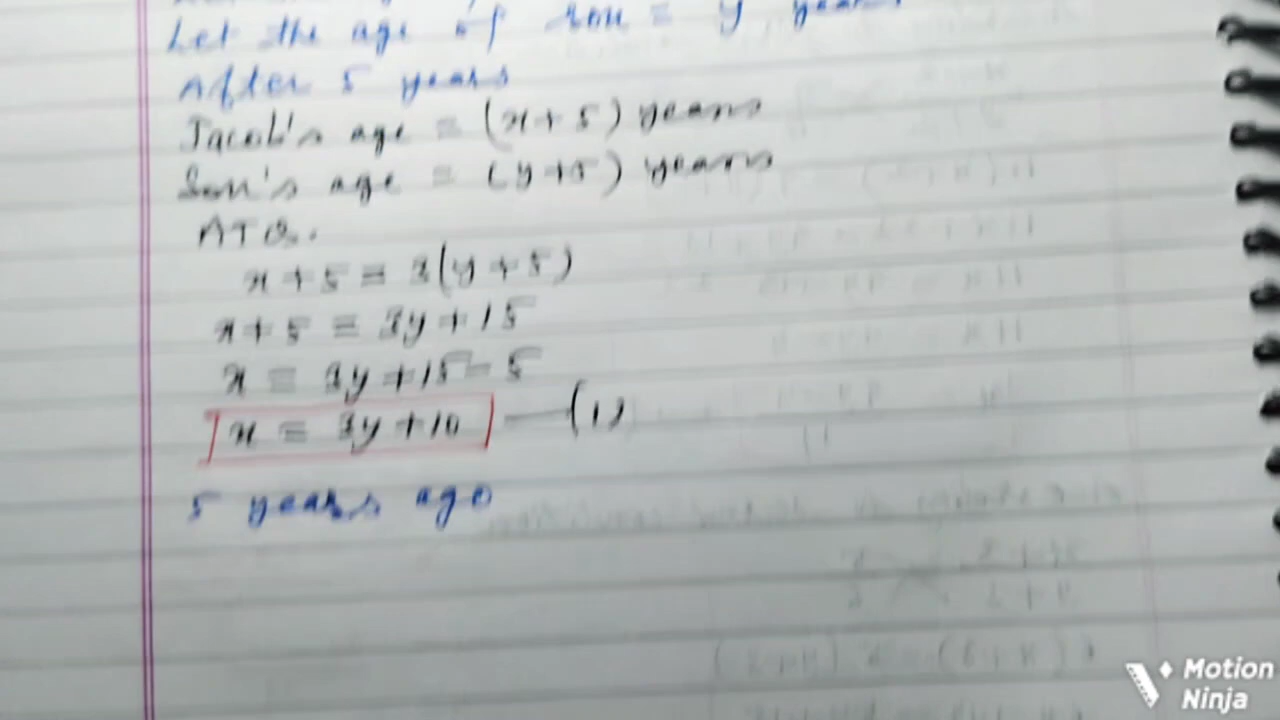 Let the age of son = y years
After 5 years
Jacob's age = (x+5) years
Son's age = (y+5) years
ATQ.
x+5 = 3(y+5)
x+5 = 3y+15
x = 3y+15-5
x = 3y+10 —(1)
5 years ago
Motion
Ninja